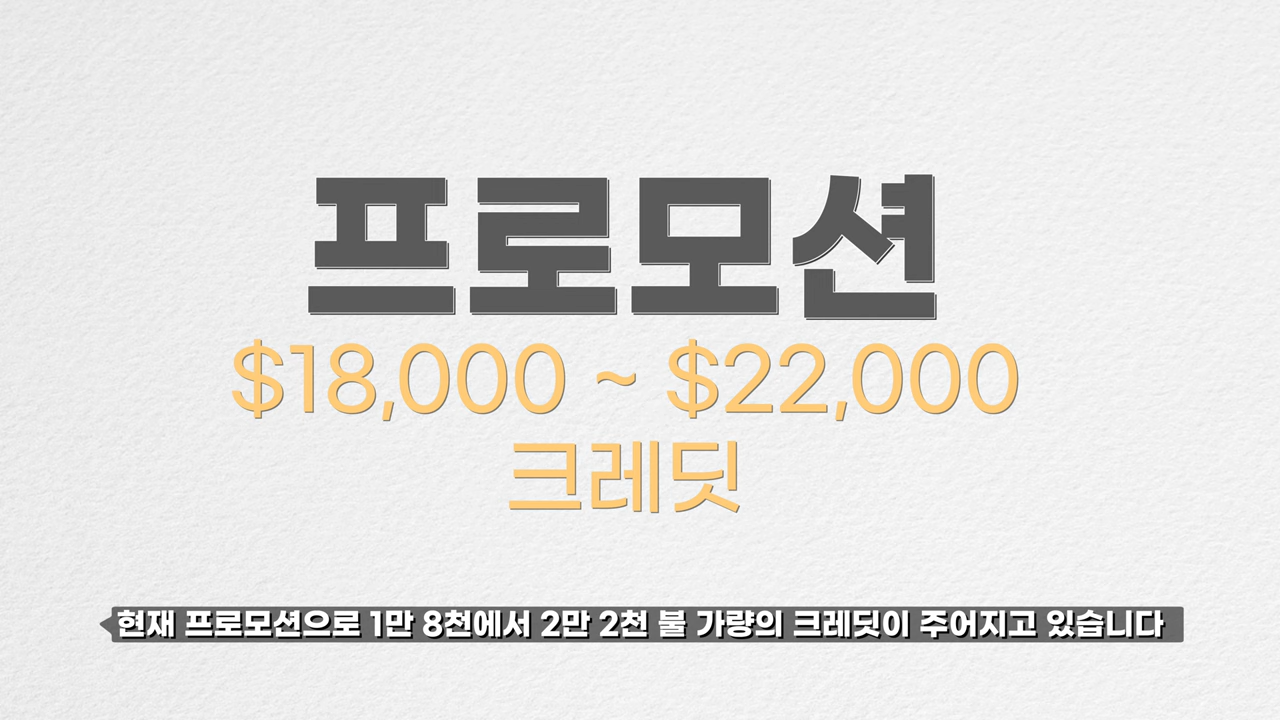 프로모션
$18,000 ~ $22,000
크레딧
현재 프로모션으로 1만 8천에서 2만 2천 불 가량의 크레딧이 주어지고 있습니다